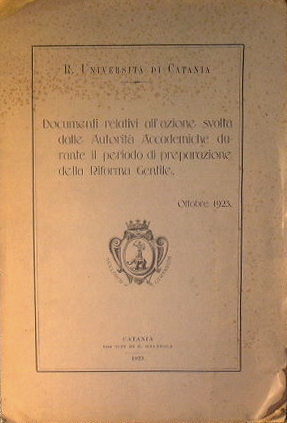 R. UNIVERSITÀ DI CATANIA
Documenti relativi all'azione svolta
dalle Autorità Accademiche du-
rante il periodo di preparazione
della Riforma Gentile.
Ottobre 1923.
CATANIA
1923